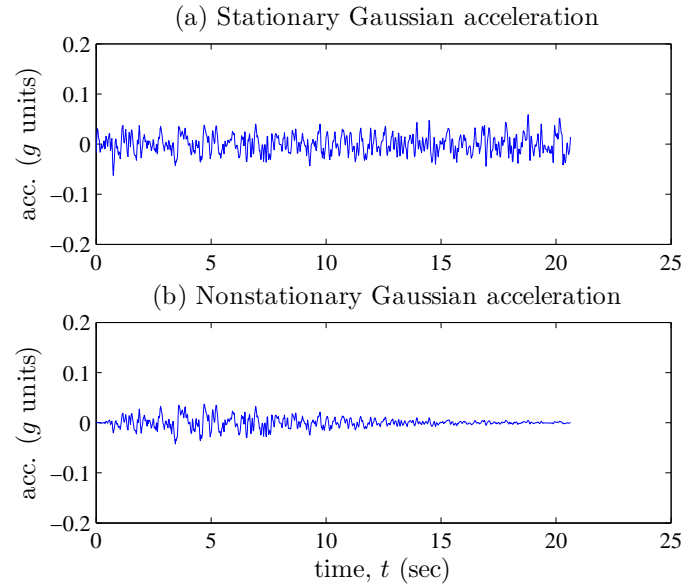 (a) Stationary Gaussian acceleration
0.2
0.1
0
−0.1
−0.2
acc. (g units)
0 5 10 15 20 25
(b) Nonstationary Gaussian acceleration
0.2
0.1
0
−0.1
−0.2
acc. (g units)
0 5 10 15 20 25
time, t (sec)